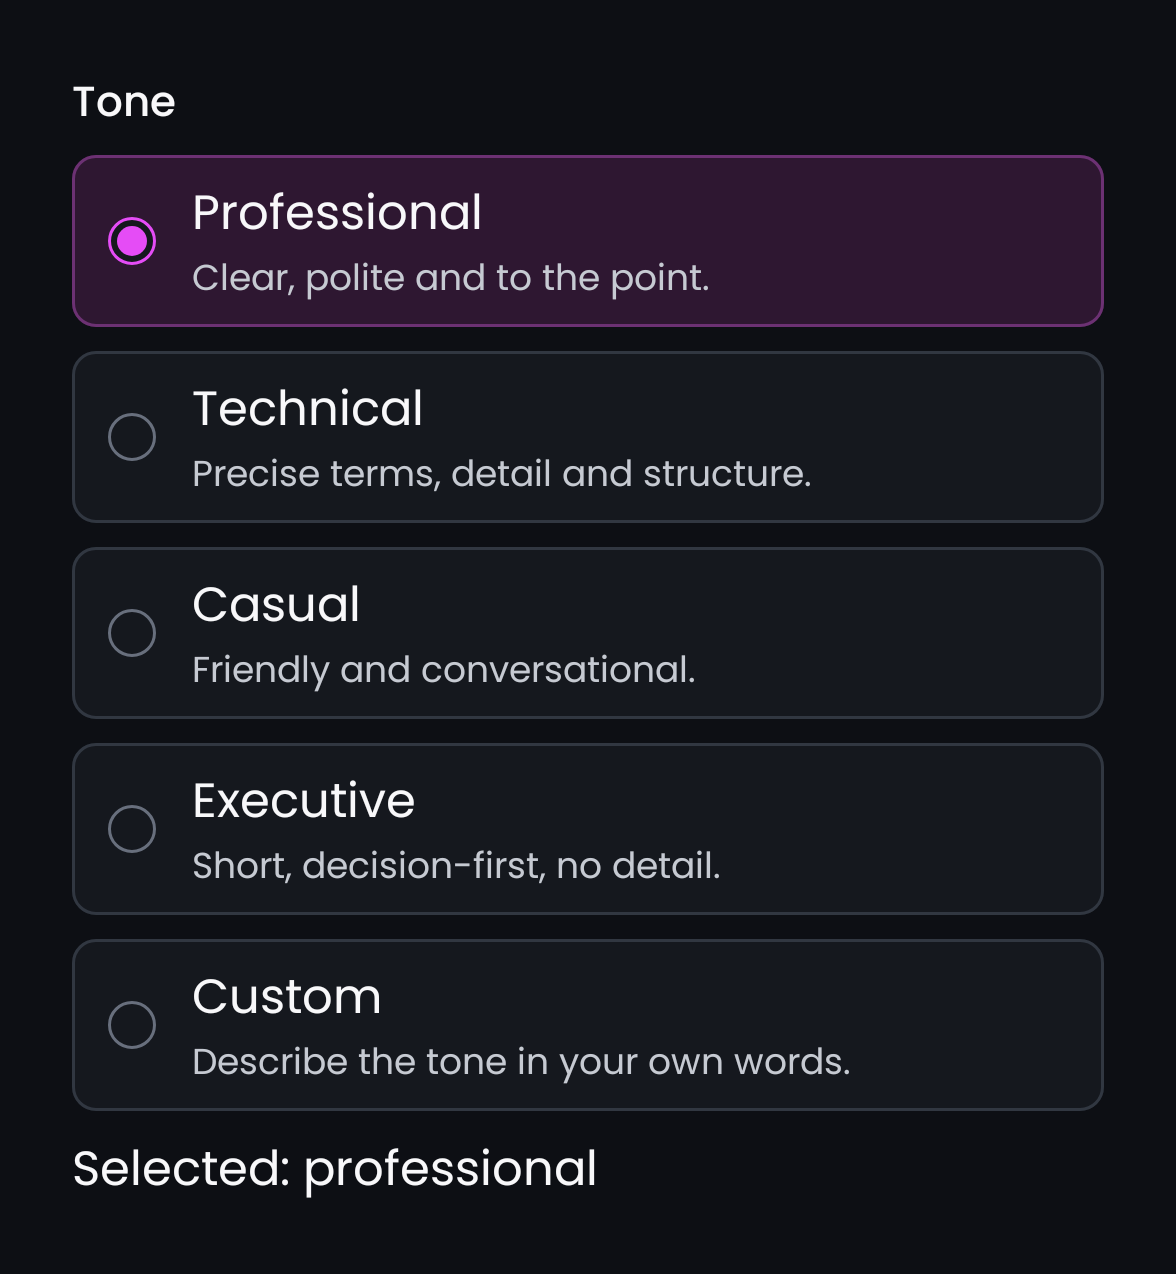 Tone
Professional
Clear, polite and to the point.
Technical
Precise terms, detail and structure.
Casual
Friendly and conversational.
Executive
Short, decision-first, no detail.
Custom
Describe the tone in your own words.
Selected: professional